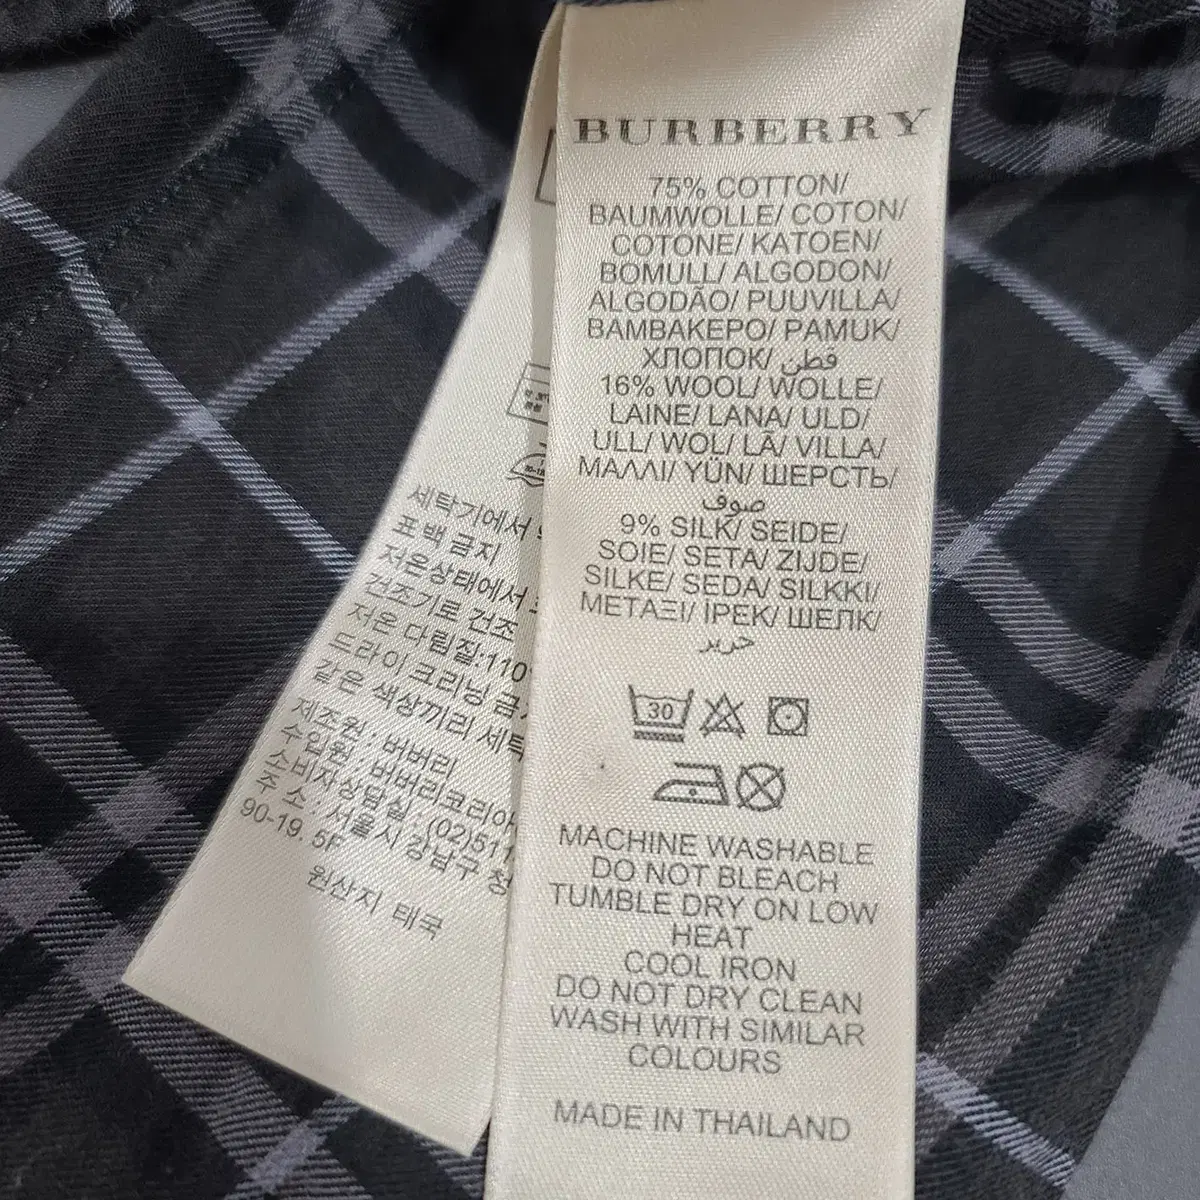 BURBERRY
75% COTTON/
BAUMWOLLE/ COTON/
COTONE/ KATOEN/
BOMULL/ ALGODON/
ALGODÃO/ PUUVILLA/
BAMBAKEPO/ PAMUK/
ХЛОПОК/ قطن
16% WOOL/ WOLLE/
LAINE/ LANA/ ULD/
ULL/ WOL/ LÃ/ VILLA/
ΜΑΛΛΙ/ YÜN/ ШЕРСТЬ/
صوف
9% SILK/ SEIDE/
SOIE/ SETA/ ZIJDE/
SILKE/ SEDA/ SILKKI/
ΜΕΤΑΞΙ/ İPEK/ ШЕЛК/
حرير
30
MACHINE WASHABLE
DO NOT BLEACH
TUMBLE DRY ON LOW
HEAT
COOL IRON
DO NOT DRY CLEAN
WASH WITH SIMILAR
COLOURS
MADE IN THAILAND
세탁기에서
표백 금지
저온상태에서
건조기로 건조
저온 다림질:110
드라이 크리닝
같은 색상끼리 세탁
제조원 : 버버리
수입원 : 버버리코리아
소비자상담실 : (02)517
주 소 : 서울시 강남구 청
90-19. 5F
원산지 태국